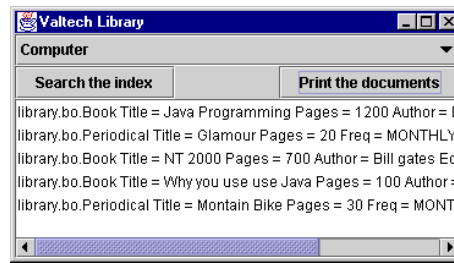 Valtech Library
Computer
Search the index Print the documents
library.bo.Book Title = Java Programming Pages = 1200 Author =
library.bo.Periodical Title = Glamour Pages = 20 Freq = MONTHLY
library.bo.Book Title = NT 2000 Pages = 700 Author = Bill gates Ec
library.bo.Book Title = Why you use use Java Pages = 100 Author =
library.bo.Periodical Title = Montain Bike Pages = 30 Freq = MONT